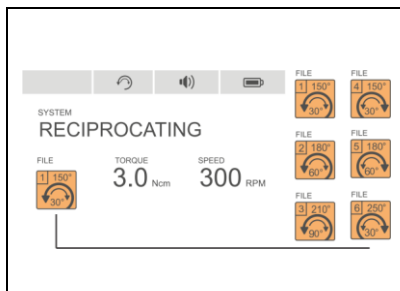 SYSTEM
RECIPROCATING
FILE
1 150°
30°
TORQUE
3.0 Ncm
SPEED
300 RPM
FILE
1 150°
30°
FILE
4 150°
30°
FILE
2 180°
60°
FILE
5 180°
60°
FILE
3 210°
90°
FILE
6 250°
30°